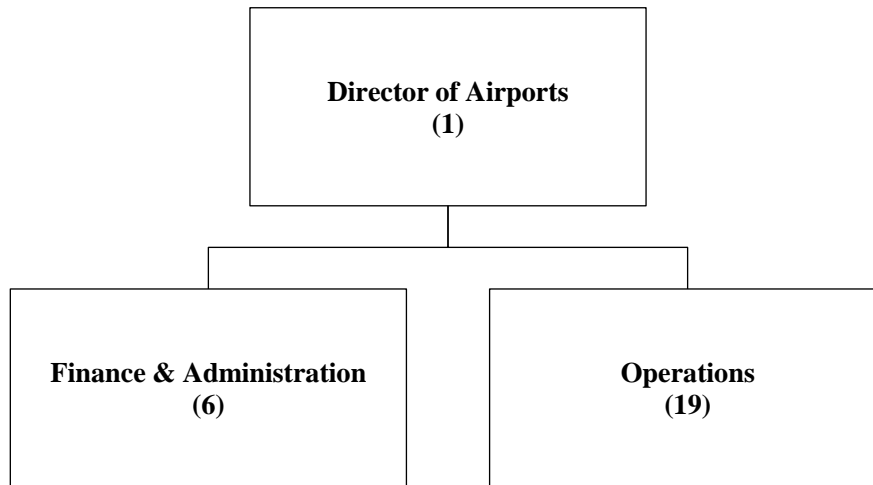 Director of Airports
(1)
Finance & Administration
(6)
Operations
(19)